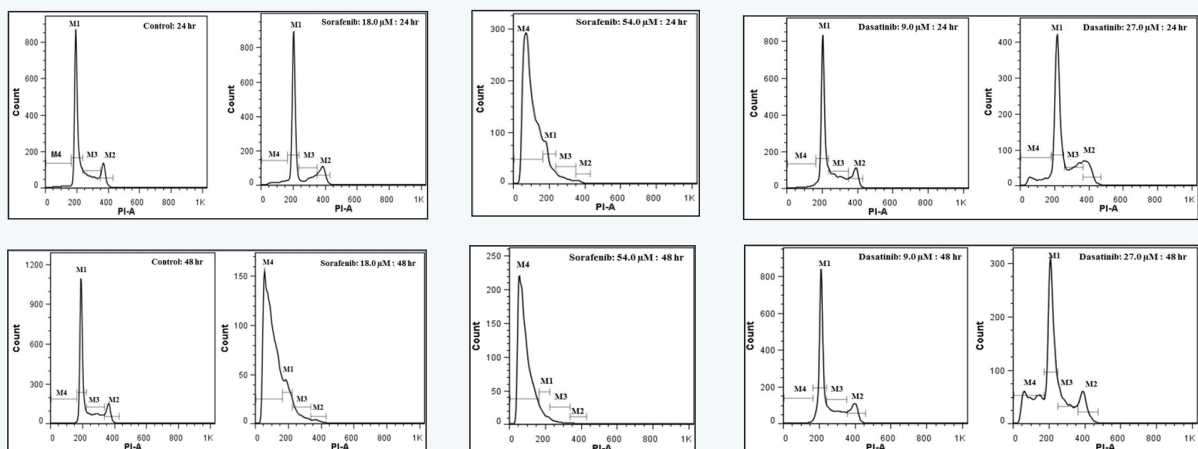 Control: 24 hr
M1
M4
M3
M2
Count
800
600
400
200
0
0
200
400
600
800
1K
PI-A
Sorafenib: 18.0 µM : 24 hr
M1
M4
M3
M2
Count
800
600
400
200
0
0
200
400
600
800
1K
PI-A
Sorafenib: 54.0 µM : 24 hr
M4
M1
M3
M2
Count
300
200
100
0
0
200
400
600
800
1K
PI-A
Dasatinib: 9.0 µM : 24 hr
M1
M4
M3
M2
Count
800
600
400
200
0
0
200
400
600
800
1K
PI-A
Dasatinib: 27.0 µM : 24 hr
M1
M4
M3
M2
Count
400
300
200
100
0
0
200
400
600
800
1K
PI-A
Control: 48 hr
M1
M4
M3
M2
Count
1200
900
600
300
0
0
200
400
600
800
1K
PI-A
Sorafenib: 18.0 µM : 48 hr
M4
M1
M3
M2
Count
150
100
50
0
0
200
400
600
800
1K
PI-A
Sorafenib: 54.0 µM : 48 hr
M4
M1
M3
M2
Count
250
200
150
100
50
0
0
200
400
600
800
1K
PI-A
Dasatinib: 9.0 µM : 48 hr
M1
M4
M3
M2
Count
800
600
400
200
0
0
200
400
600
800
1K
PI-A
Dasatinib: 27.0 µM : 48 hr
M1
M4
M3
M2
Count
300
200
100
0
0
200
400
600
800
1K
PI-A